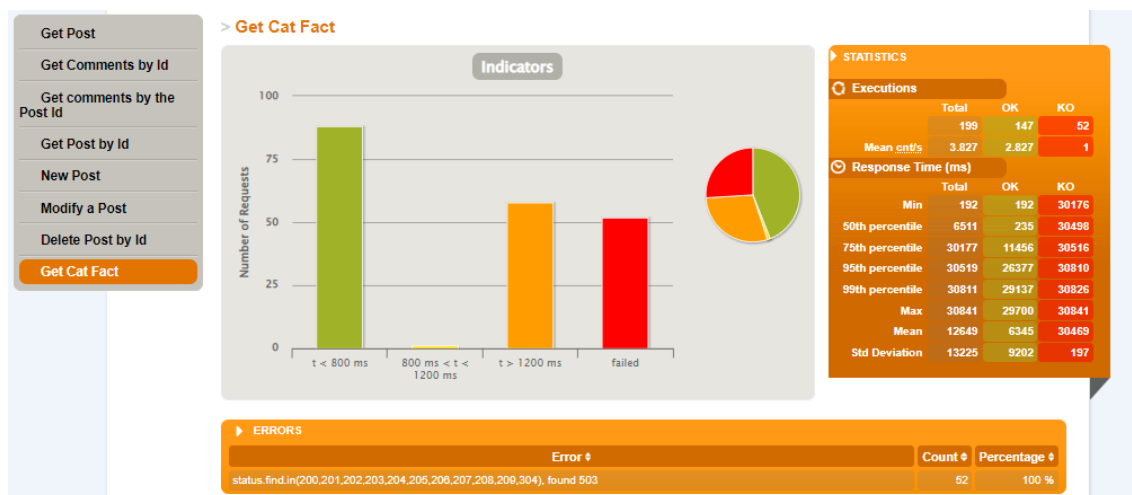 Get Post
Get Comments by Id
Get comments by the
Post Id
Get Post by Id
New Post
Modify a Post
Delete Post by Id
Get Cat Fact
> Get Cat Fact
Indicators
Number of Requests
100
75
50
25
0
t < 800 ms
800 ms < t <
1200 ms
t > 1200 ms
failed
STATISTICS
Executions
Total OK KO
199 147 52
Mean cnt/s 3.827 2.827 1
Response Time (ms)
Total OK KO
Min 192 192 30176
50th percentile 6511 235 30498
75th percentile 30177 11456 30516
95th percentile 30519 26377 30810
99th percentile 30811 29137 30826
Max 30841 29700 30841
Mean 12649 6345 30469
Std Deviation 13225 9202 197
ERRORS
Error Count Percentage
status.find.in(200,201,202,203,204,205,206,207,208,209,304), found 503 52 100 %